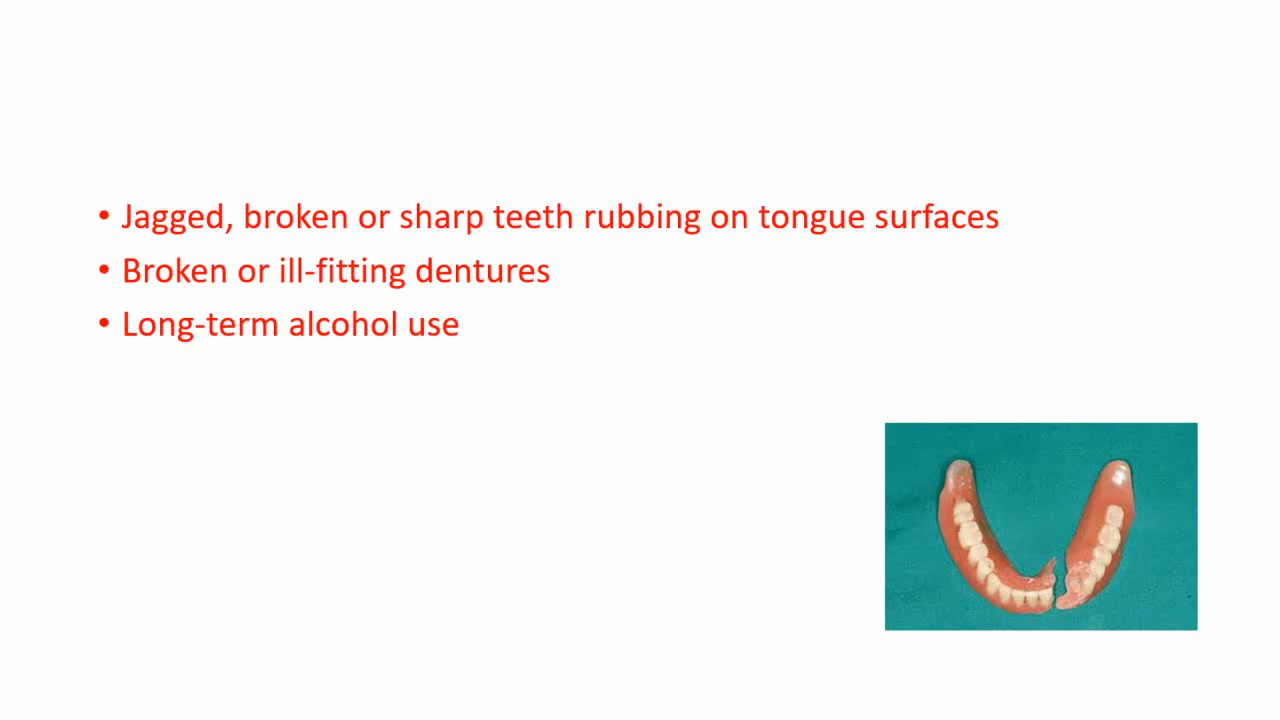 • Jagged, broken or sharp teeth rubbing on tongue surfaces
• Broken or ill-fitting dentures
• Long-term alcohol use